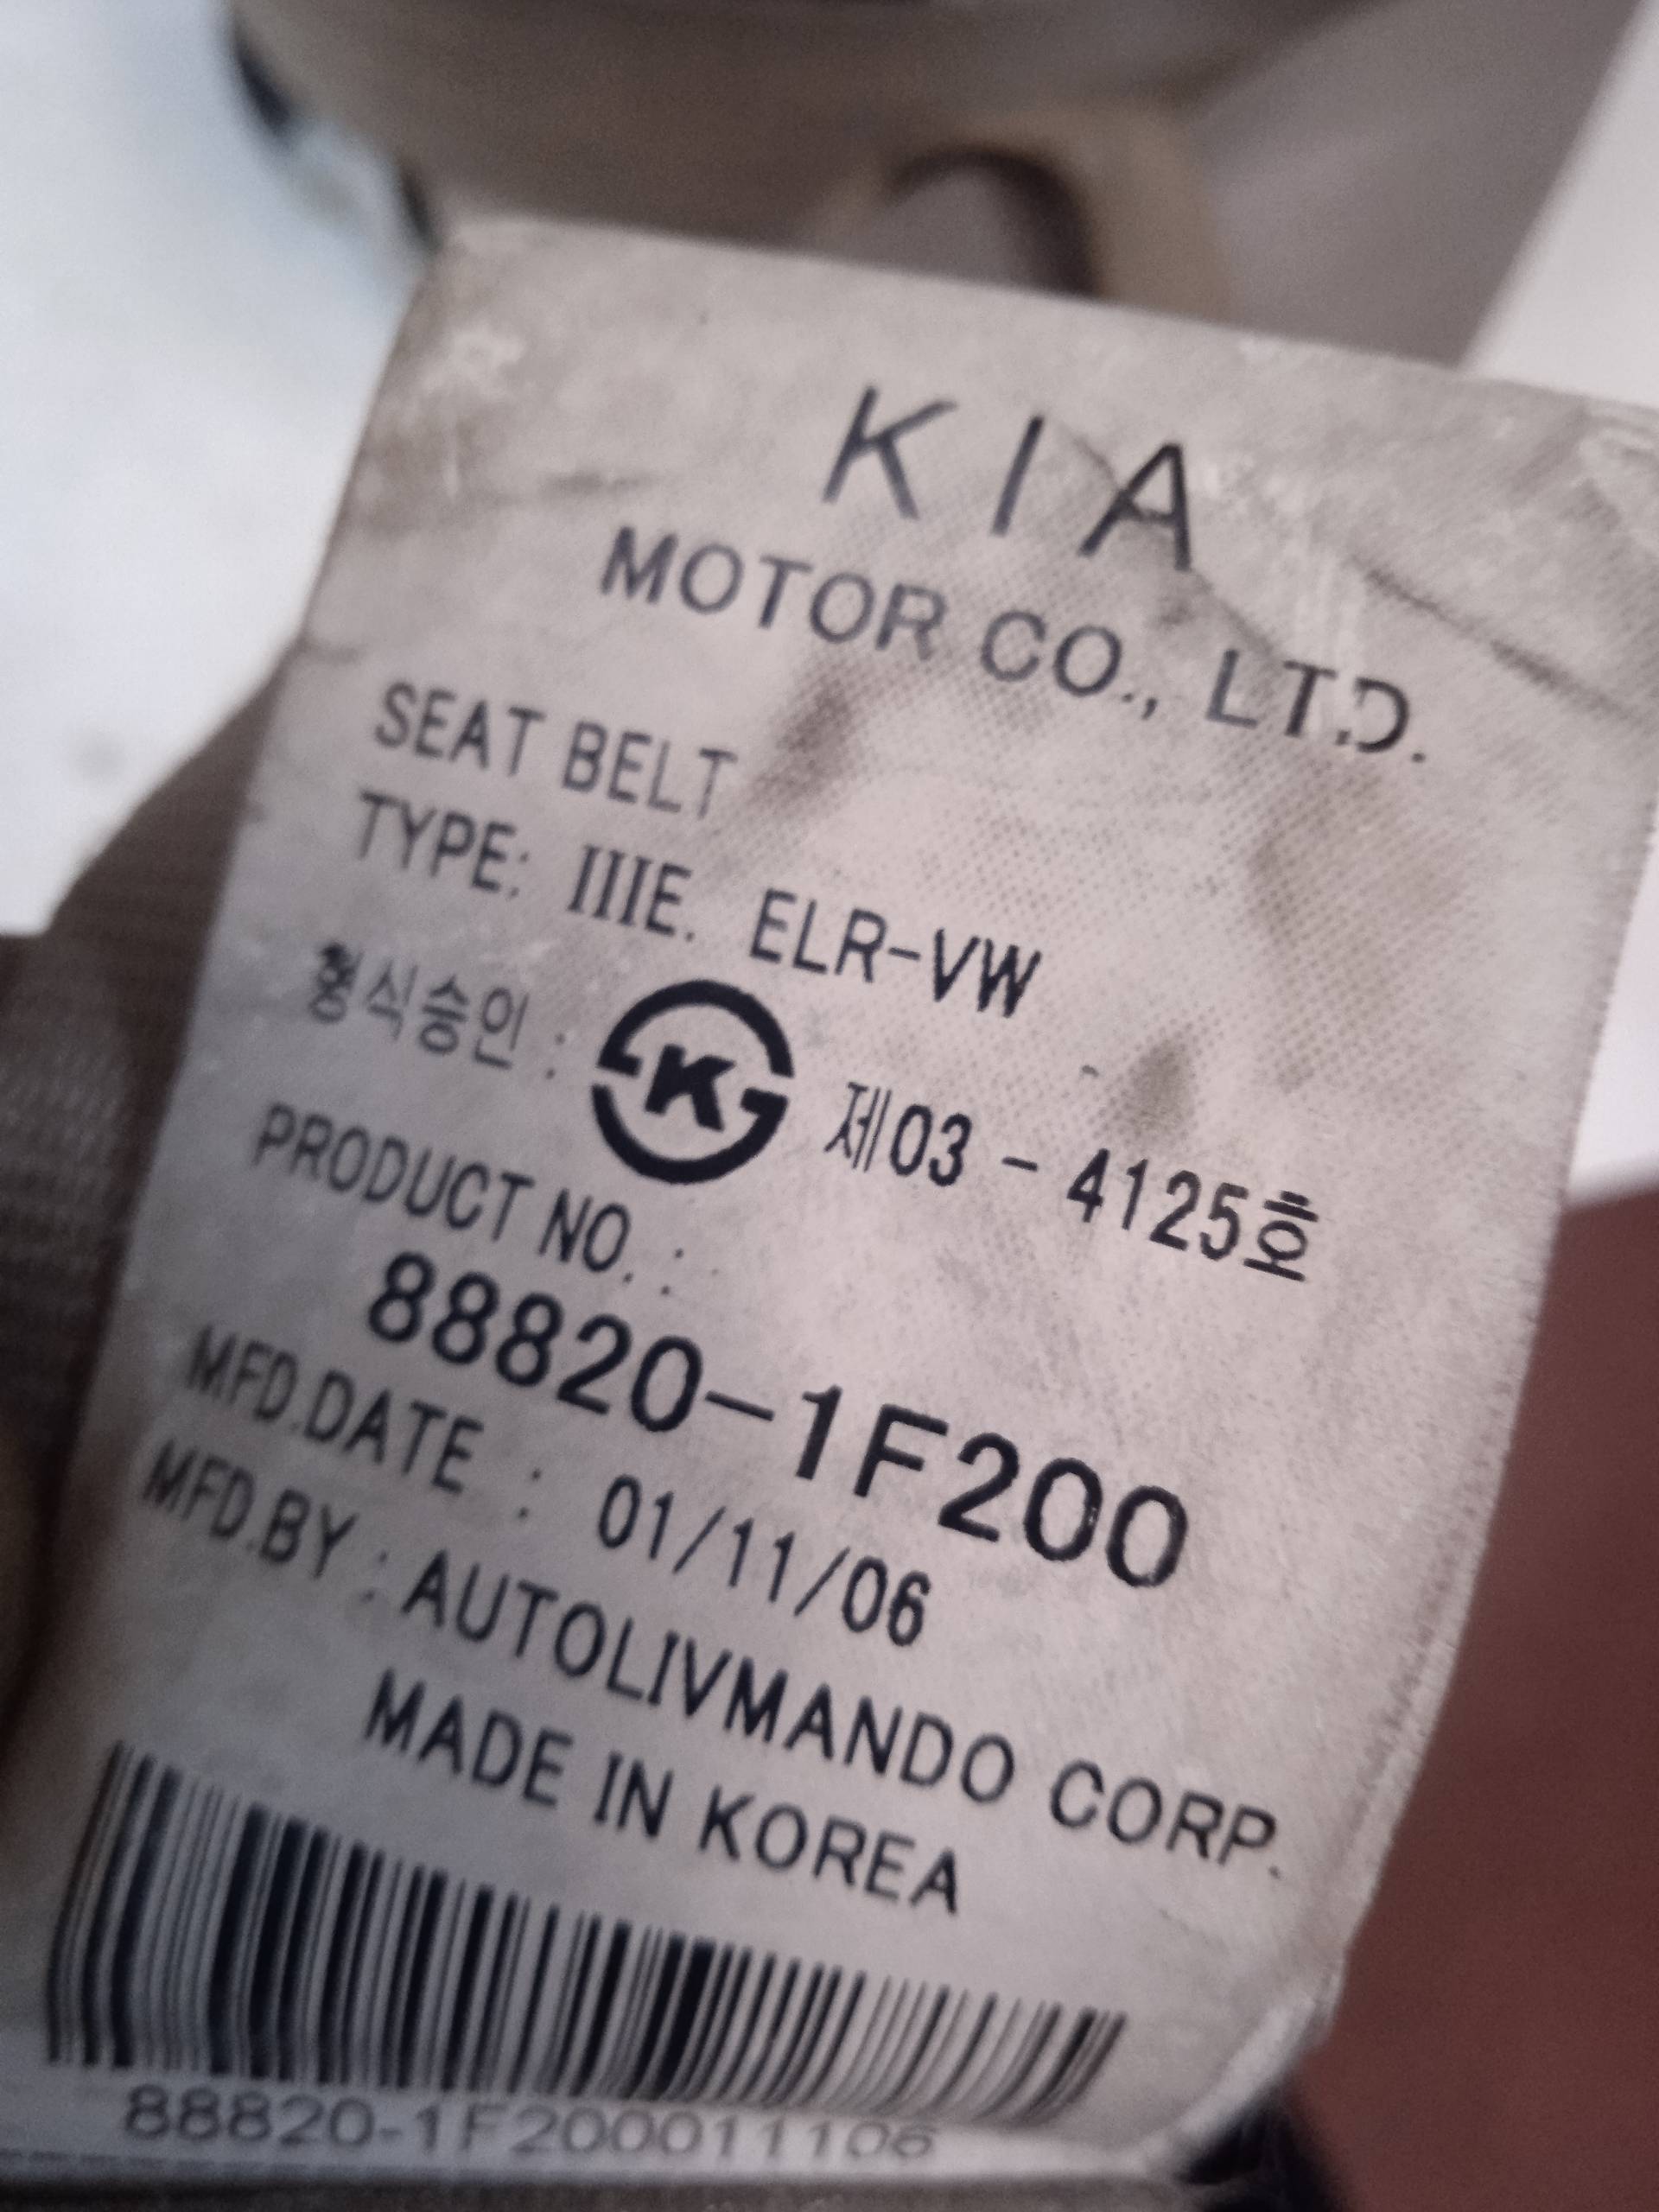 KIA
MOTOR CO., LTD.
SEAT BELT
TYPE: IIIE. ELR-VW
형식승인 : K 제03 - 4125호
PRODUCT NO. :
88820-1F200
MFD.DATE : 01/11/06
MFD.BY : AUTOLIVMANDO CORP.
MADE IN KOREA
88820-1F200011106